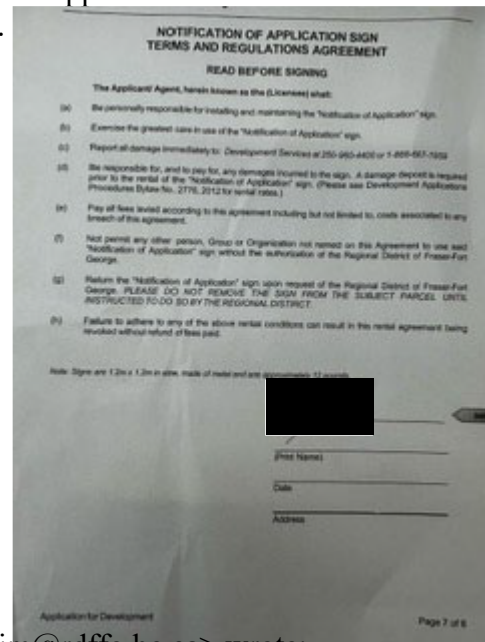 NOTIFICATION OF APPLICATION SIGN
TERMS AND REGULATIONS AGREEMENT
READ BEFORE SIGNING
The Applicant/ Agent, herein known as the (Licensee) shall:
(a) Be personally responsible for installing and maintaining the "Notification of Application" sign.
(b) Exercise the greatest care in use of the "Notification of Application" sign.
(c) Report all damage immediately to: Development Services at 250-960-4400 or
(d) Be responsible for, and to pay for, any damages incurred to the sign. A damage deposit is required
prior to the rental of the "Notification of Application" sign. (Please see Development Applications
Procedures Bylaw No. 2776, 2012 for rental rates.)
(e) Pay all fees levied according to this agreement including but not limited to, costs associated to any
breach of this agreement.
(f) Not permit any other person, Group or Organization not named on this Agreement to use said
"Notification of Application" sign without the authorization of the Regional District of Fraser-Fort
George.
(g) Return the "Notification of Application" sign upon request of the Regional District of Fraser-Fort
George. PLEASE DO NOT REMOVE THE SIGN FROM THE SUBJECT PARCEL UNTIL
INSTRUCTED TO DO SO BY THE REGIONAL DISTRICT.
(h) Failure to adhere to any of the above rental conditions can result in this rental agreement being
revoked without refund of fees paid.
Note: Signs are 1.2m x 1.2m in size, made of metal and are approximately 12 pounds
(Print Name)
Date
Address
Application for Development
Page 7 of 8